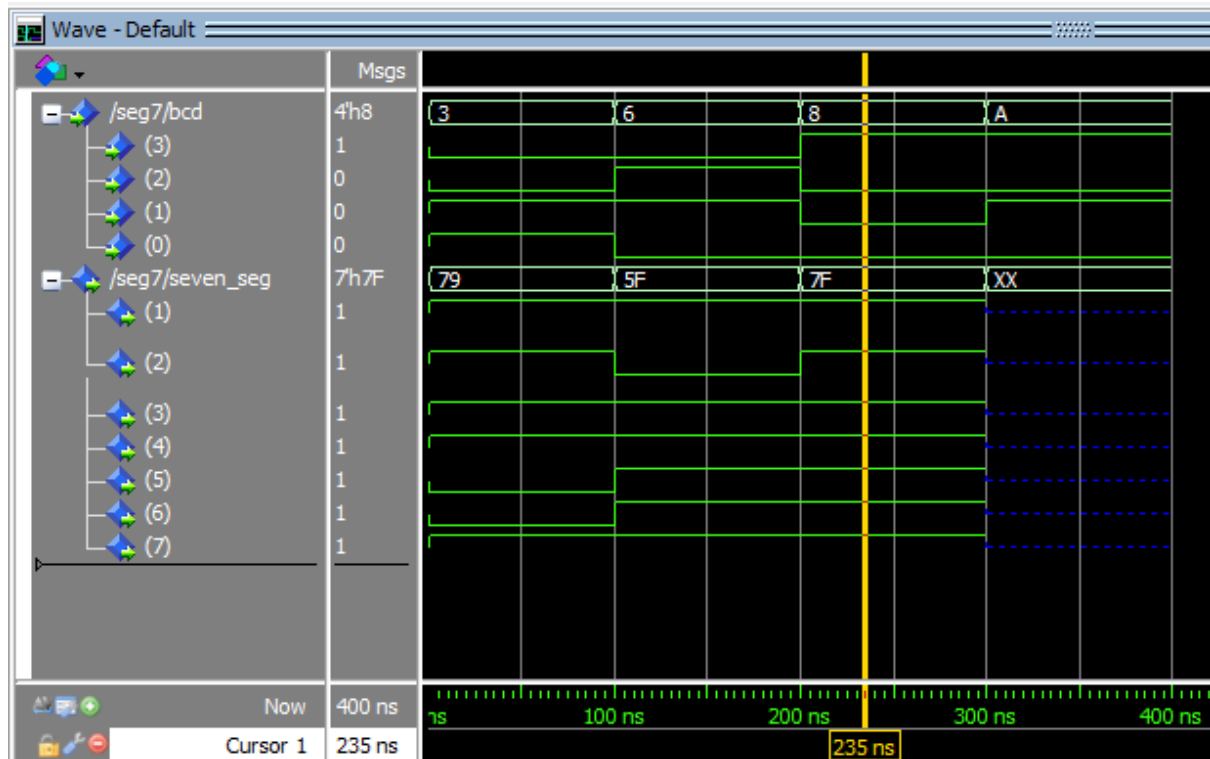 Wave - Default
Msgs
/seg7/bcd 4'h8 3 6 8 A
(3) 1
(2) 0
(1) 0
(0) 0
/seg7/seven_seg 7'h7F 79 5F 7F XX
(1) 1
(2) 1
(3) 1
(4) 1
(5) 1
(6) 1
(7) 1
Now 400 ns ns 100 ns 200 ns 300 ns 400 ns
Cursor 1 235 ns 235 ns